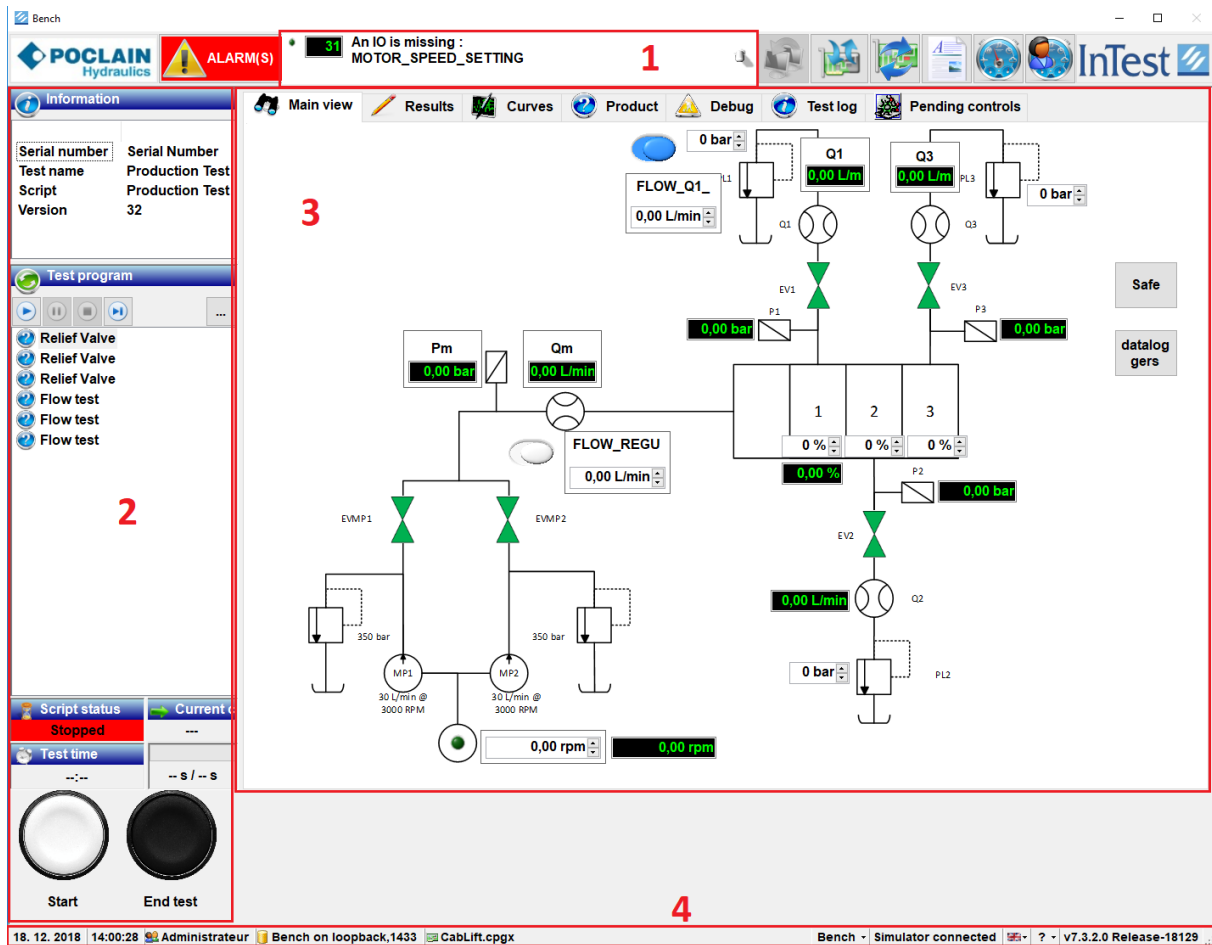 Bench
POCLAIN
Hydraulics
ALARM(S)
31
An IO is missing :
MOTOR_SPEED_SETTING
1
InTest
Information
Serial number Serial Number
Test name Production Test
Script Production Test
Version 32
Test program
...
Relief Valve
Relief Valve
Relief Valve
Flow test
Flow test
Flow test
2
Script status
Stopped
Current
---
Test time
--:--
-- s / -- s
Start
End test
Main view
Results
Curves
Product
Debug
Test log
Pending controls
3
0 bar
FLOW_Q1_
0,00 L/min
PL1
Q1
0,00 L/m
Q3
0,00 L/m
PL3
0 bar
Q1
Q3
EV1
EV3
P1
0,00 bar
P3
0,00 bar
Safe
datalog
gers
Pm
0,00 bar
Qm
0,00 L/min
1 2 3
0 % 0 % 0 %
0,00 %
FLOW_REGU
0,00 L/min
P2
0,00 bar
EVMP1
EVMP2
EV2
0,00 L/min
Q2
350 bar
350 bar
MP1
MP2
30 L/min @
3000 RPM
30 L/min @
3000 RPM
0 bar
PL2
0,00 rpm
0,00 rpm
4
18. 12. 2018 14:00:28 Administrateur Bench on loopback,1433 CabLift.cpgx Bench Simulator connected ? v7.3.2.0 Release-18129